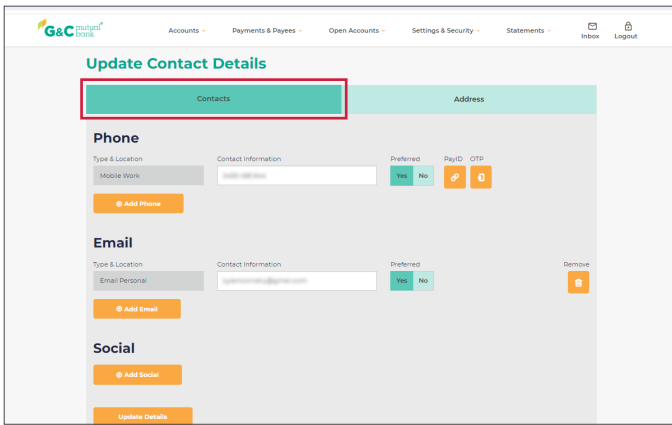 G&C mutual bank
Accounts Payments & Payees Open Accounts Settings & Security Statements Inbox Logout
Update Contact Details
Contacts Address
Phone
Type & Location Contact Information Preferred PayID OTP
Mobile Work Yes No
Add Phone
Email
Type & Location Contact Information Preferred Remove
Email Personal Yes No
Add Email
Social
Add Social
Update Details